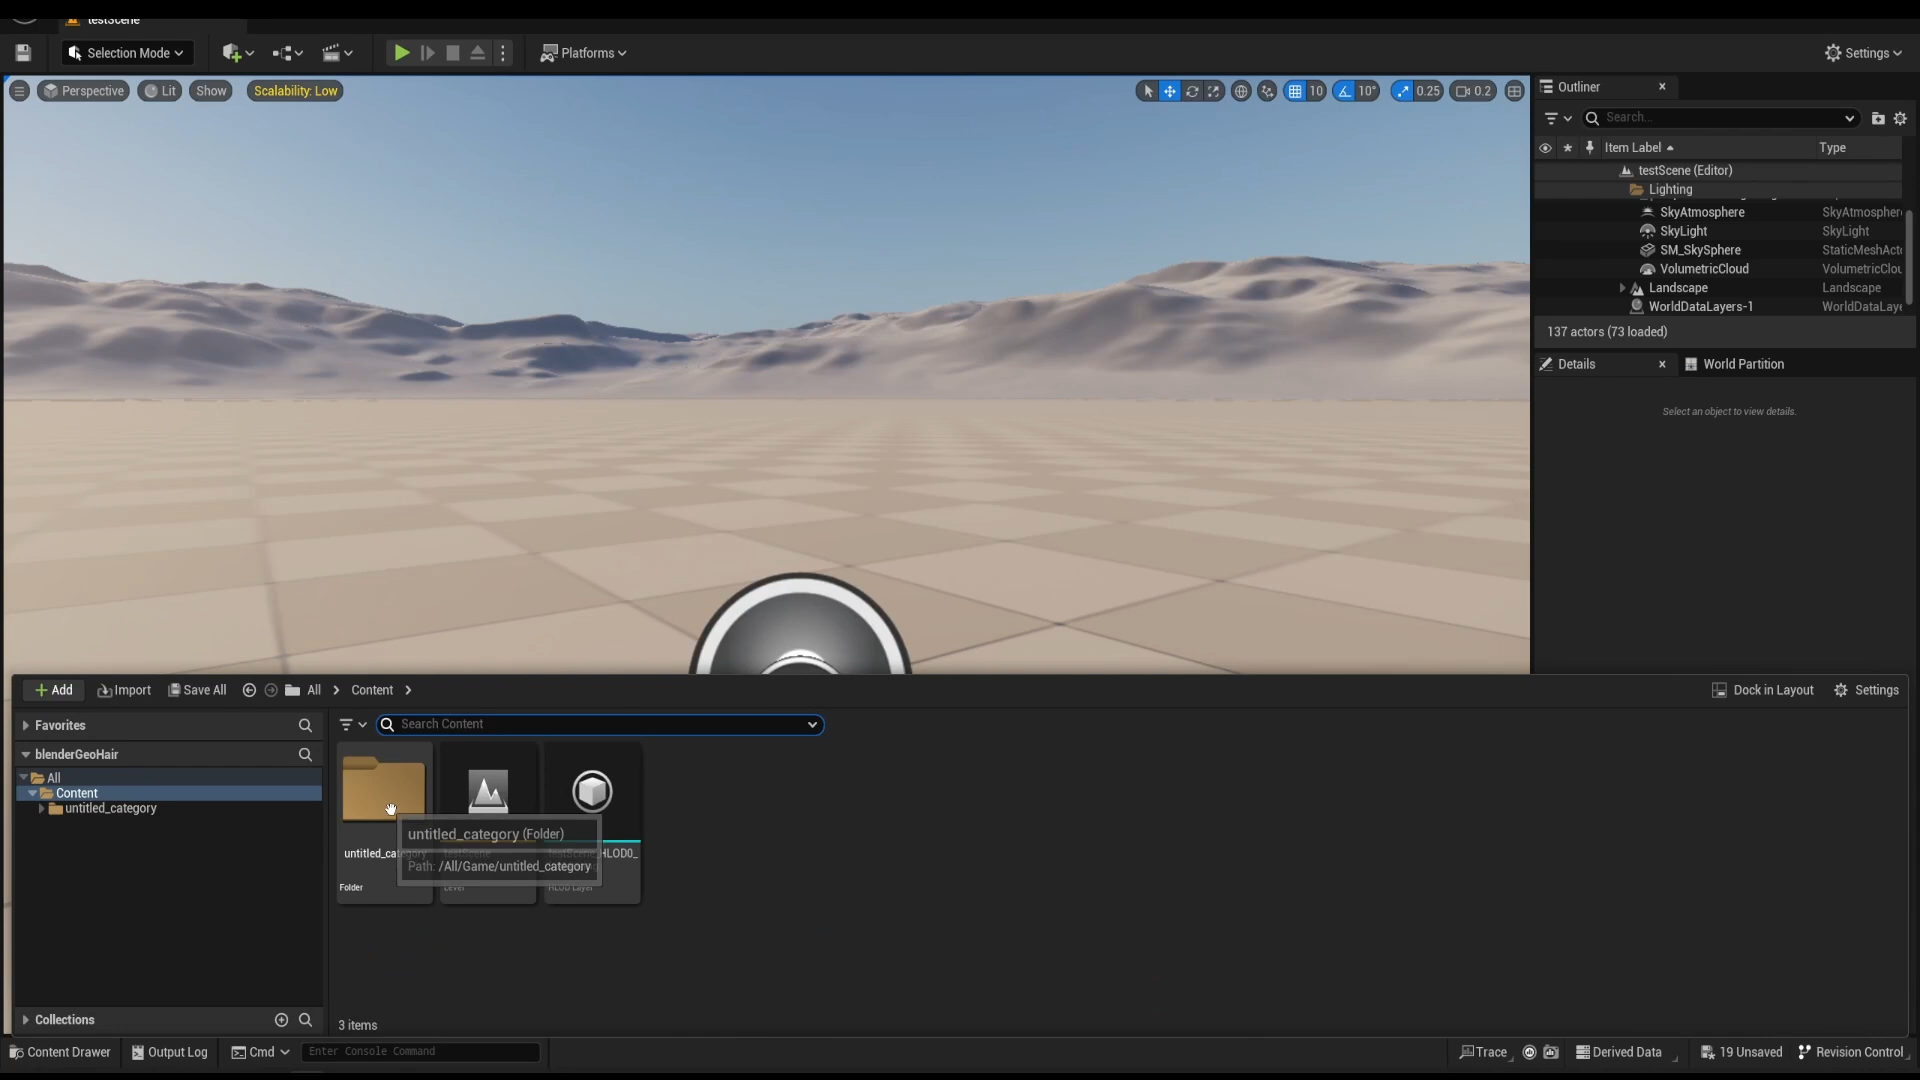 testScene
Selection Mode
Platforms
Settings
Perspective
Lit
Show
Scalability: Low
10
10°
0.25
0.2
Outliner
Search...
Item Label
Type
testScene (Editor)
Lighting
SkyAtmosphere SkyAtmospher
SkyLight SkyLight
SM_SkySphere StaticMeshActo
VolumetricCloud VolumetricClou
Landscape Landscape
WorldDataLayers-1 WorldDataLaye
137 actors (73 loaded)
Details
World Partition
Select an object to view details.
Add
Import
Save All
All
Content
Dock in Layout
Settings
Favorites
Search Content
blenderGeoHair
All
Content
untitled_category
untitled_category (Folder)
Path: /All/Game/untitled_category
untitled_ca
HLOD0_
Folder
Level
HLOD Layer
Collections
3 items
Content Drawer
Output Log
Cmd
Enter Console Command
Trace
Derived Data
19 Unsaved
Revision Control